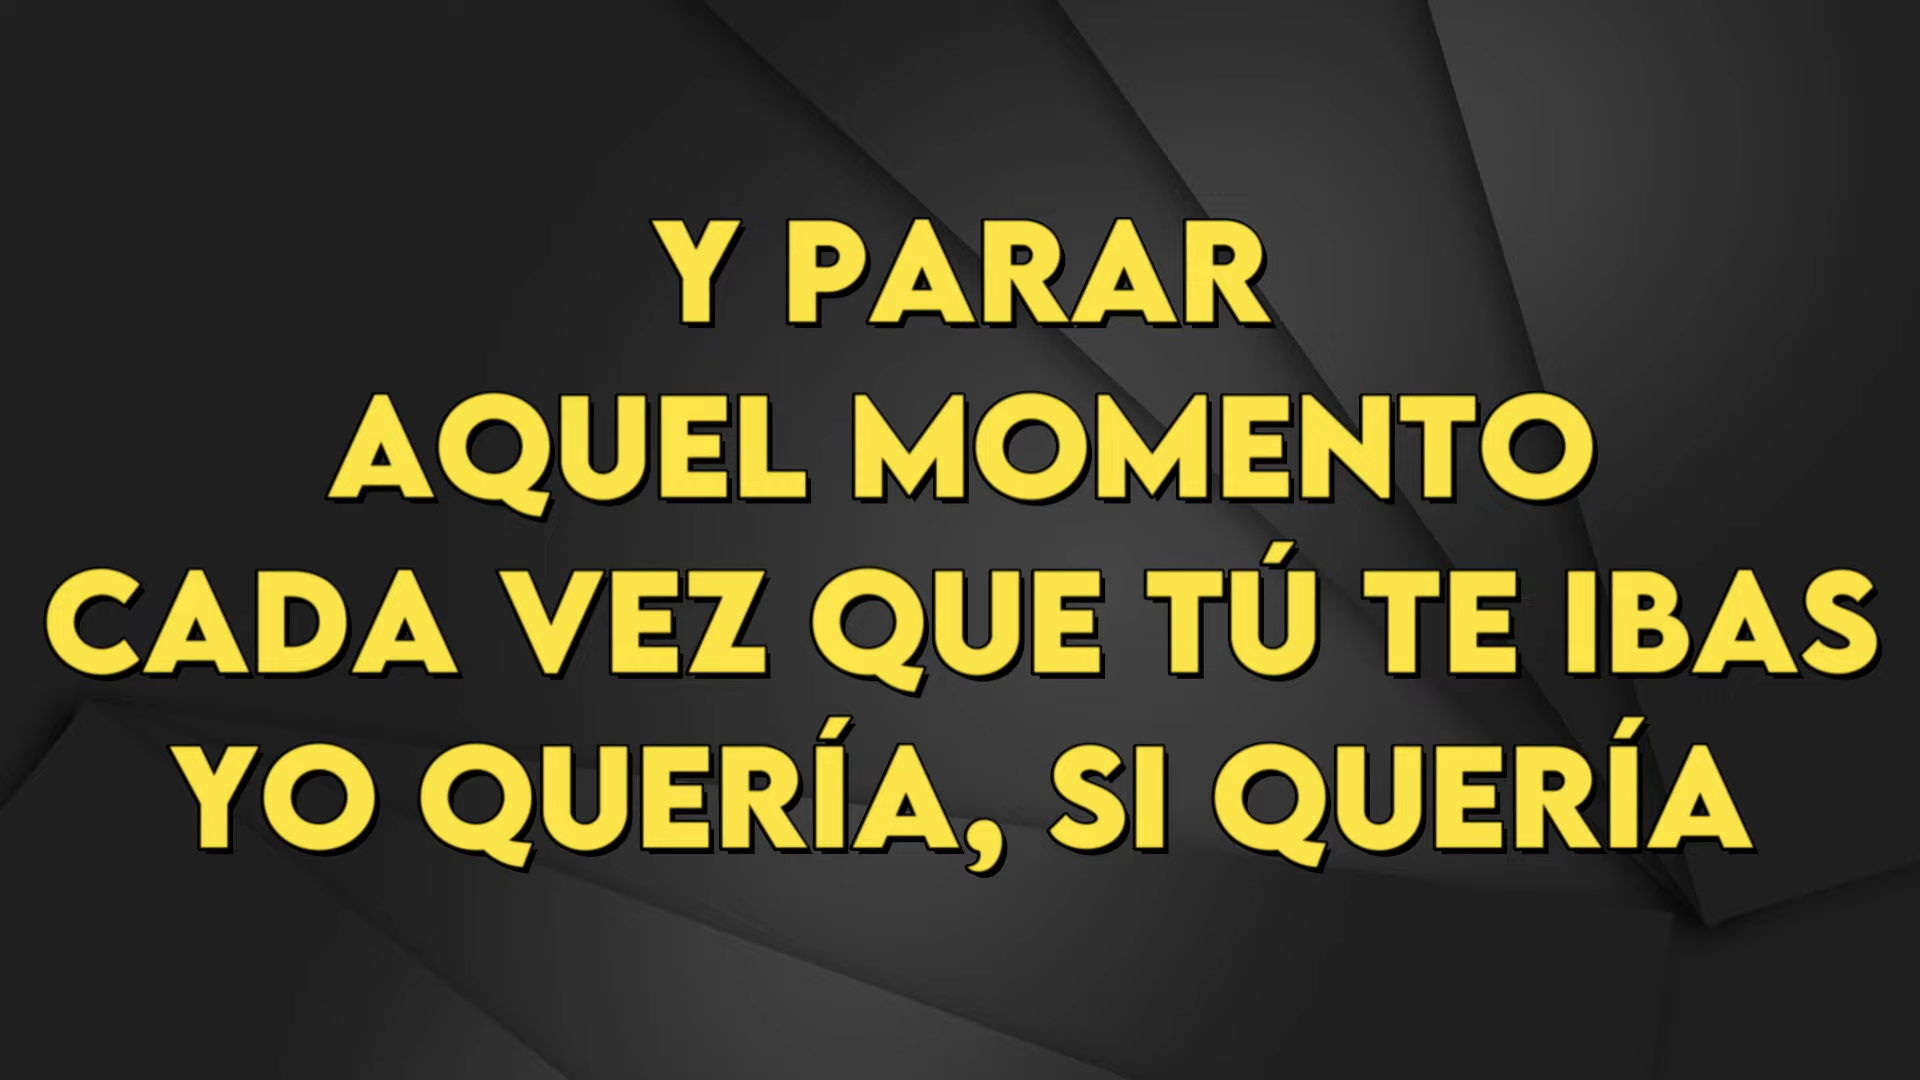 Y PARAR
AQUEL MOMENTO
CADA VEZ QUE TÚ TE IBAS
YO QUERÍA, SI QUERÍA